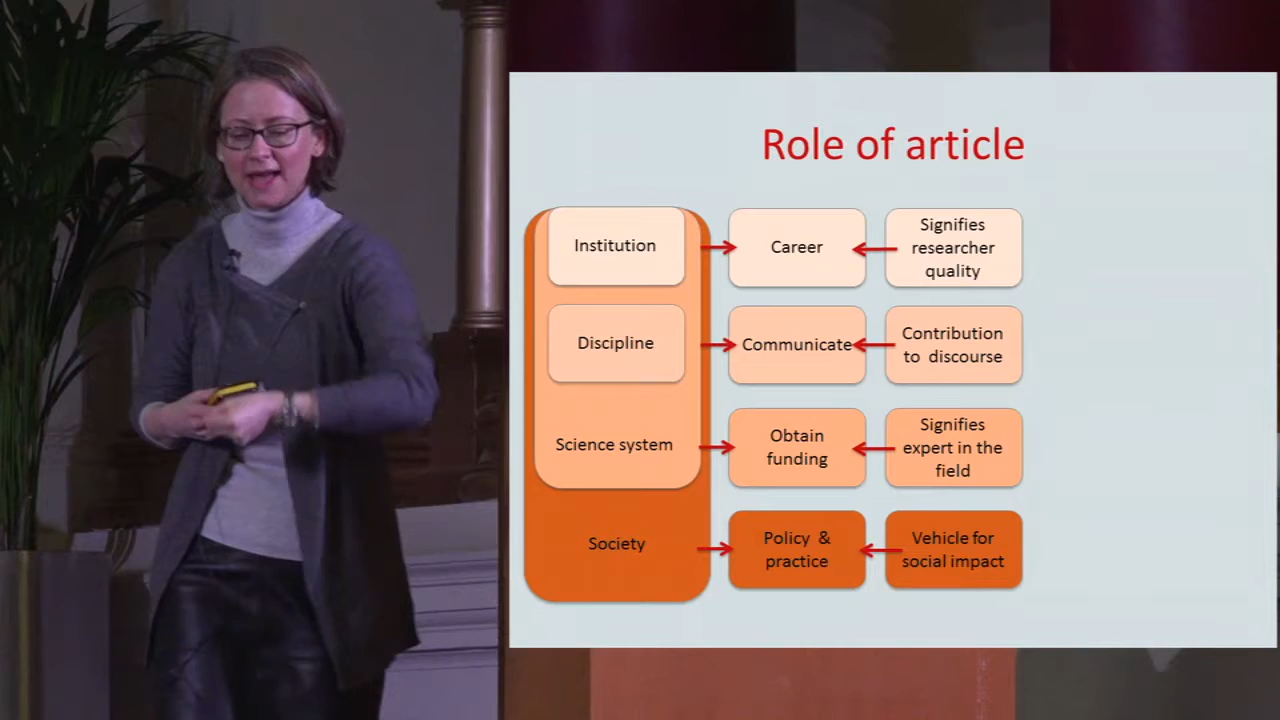 Role of article
Institution
Career
Signifies
researcher
quality
Discipline
Communicate
Contribution
to discourse
Science system
Obtain
funding
Signifies
expert in the
field
Society
Policy &
practice
Vehicle for
social impact